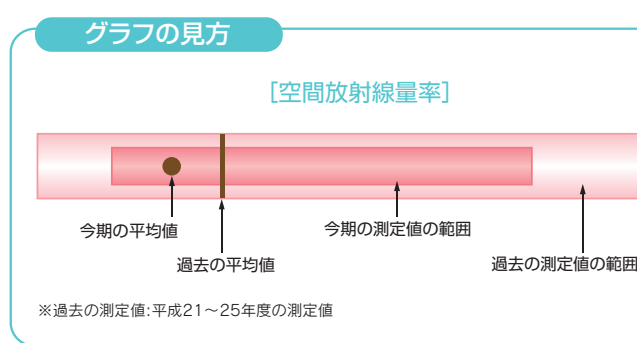 グラフの見方
[空間放射線量率]
今期の平均値
過去の平均値
今期の測定値の範囲
過去の測定値の範囲
※過去の測定値:平成21～25年度の測定値